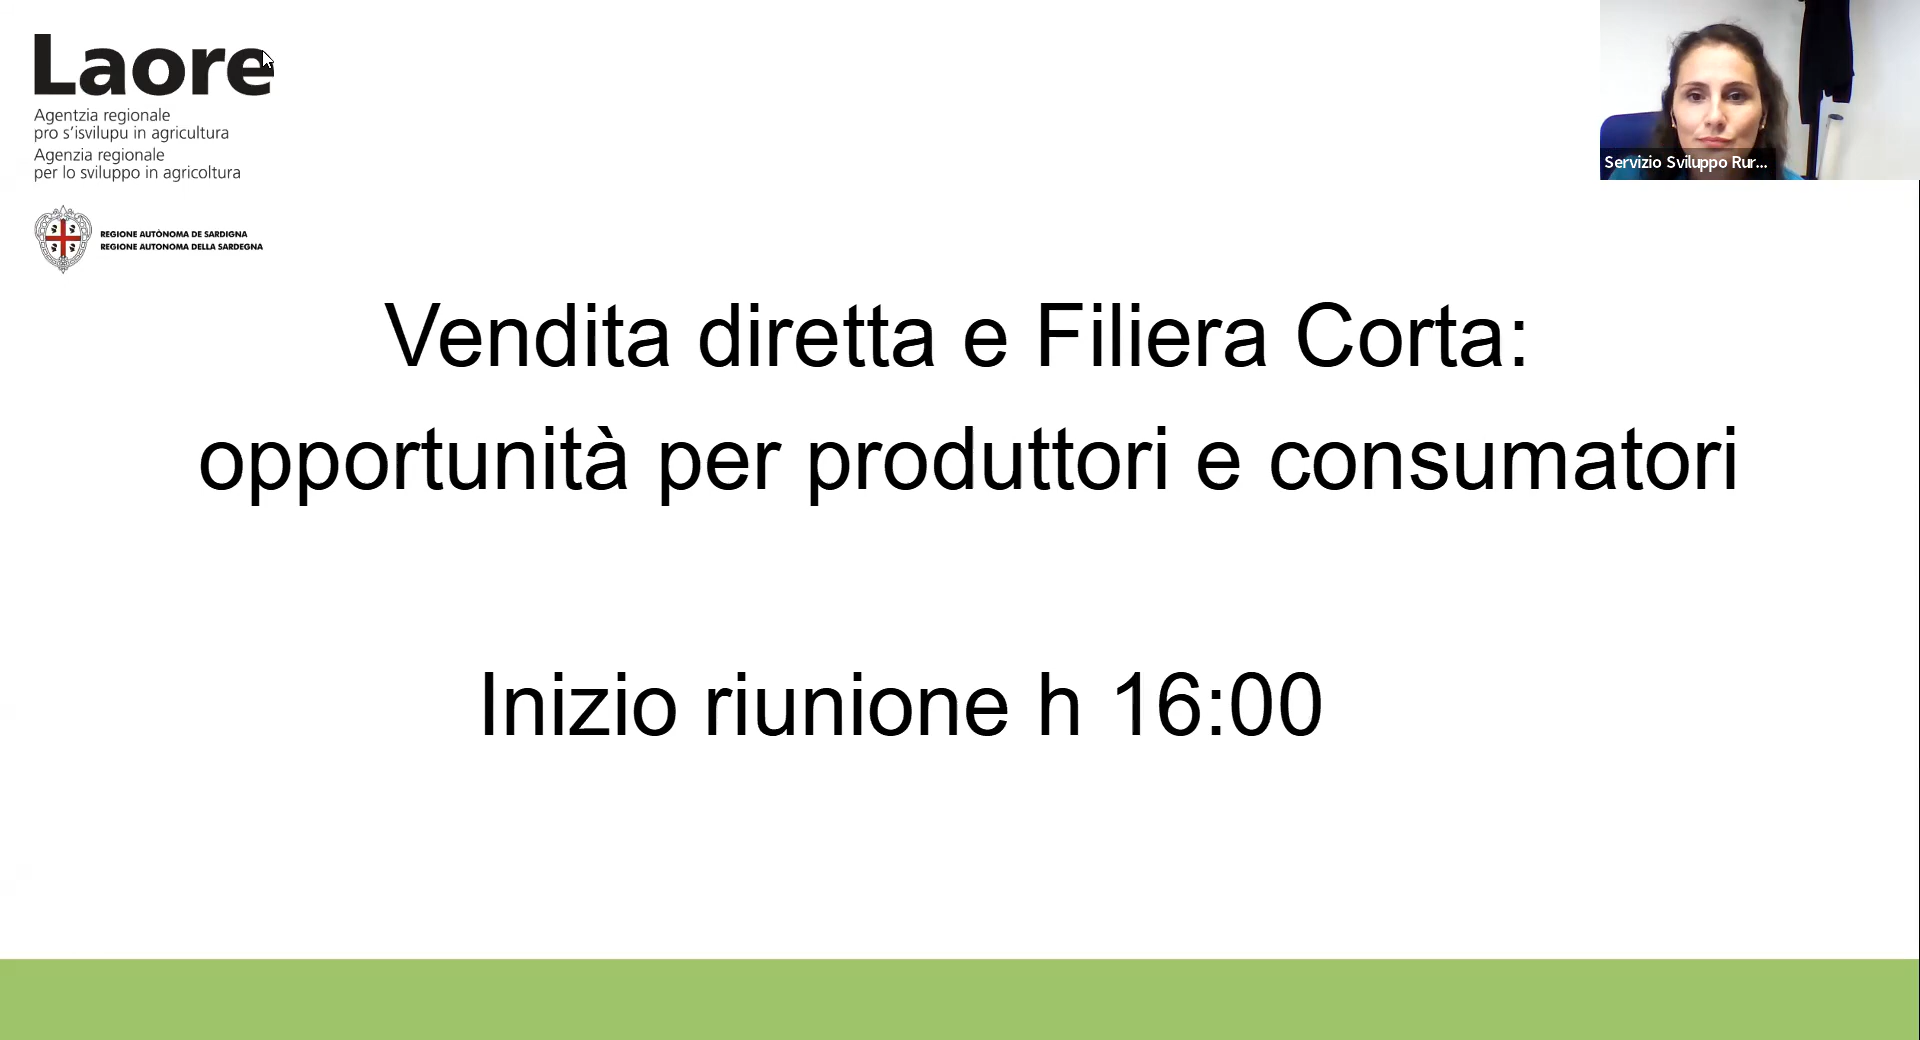 Laore
Agentzia regionale
pro s'isvilupu in agricultura
Agenzia regionale
per lo sviluppo in agricoltura
REGIONE AUTÒNOMA DE SARDIGNA
REGIONE AUTONOMA DELLA SARDEGNA
Servizio Sviluppo Rur...
Vendita diretta e Filiera Corta:
opportunità per produttori e consumatori
Inizio riunione h 16:00